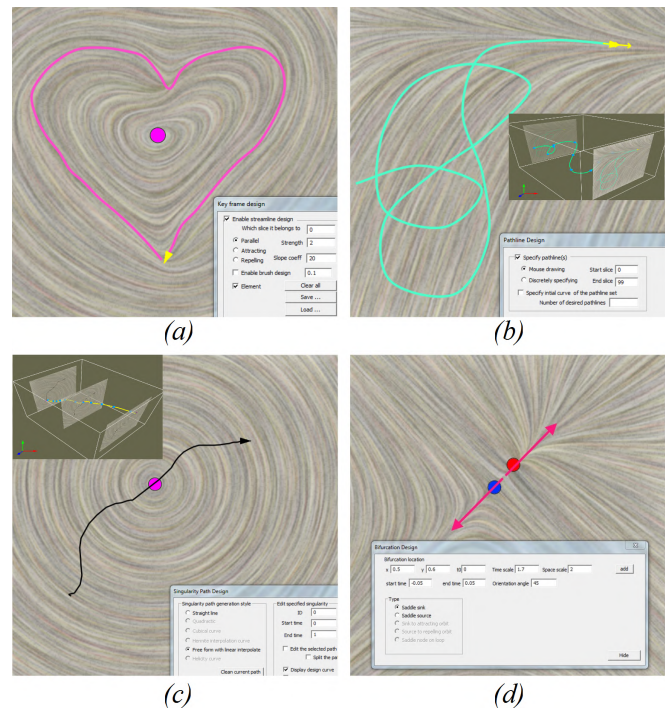 Key frame design
Enable streamline design
Which slice it belongs to 0
Parallel
Strength 2
Attracting
Repelling
Slope coeff 20
Enable brush design 0.1
Element
Clear all
Save ...
Load ...
(a)
Pathline Design
Specify pathline(s)
Mouse drawing
Start slice 0
Discretely specifying
End slice 99
Specify intial curve of the pathline set
Number of desired pathlines
(b)
Singularity Path Design
Singularity path generation style
Straight line
Quadratic
Cubical curve
Hermite interpolation curve
Free form with linear interpolate
Helicity curve
Clean current path
Edit specified singularity
ID 0
Start time 0
End time 1
Edit the selected path
Split the pa
Display design curve
(c)
Bifurcation Design
Bifurcation location
x 0.5 y 0.6 t0 0 Time scale 1.7 Space scale 2 add
start time -0.05 end time 0.05 Orientation angle 45
Type
Saddle sink
Saddle source
Sink to attracting orbit
Source to repelling orbit
Saddle node on loop
Hide
(d)